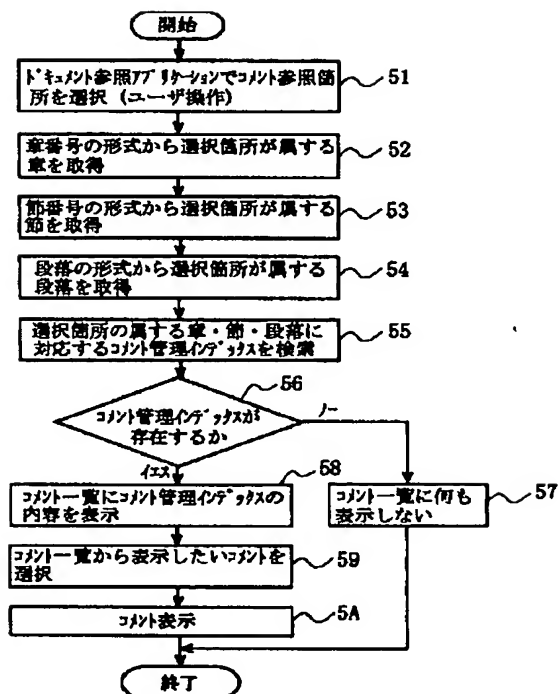 開始
ドキュメント参照アプリケーションでコメント参照箇
所を選択 (ユーザ操作)
51
章番号の形式から選択箇所が属する
章を取得
52
節番号の形式から選択箇所が属する
節を取得
53
段落の形式から選択箇所が属する
段落を取得
54
選択箇所の属する章・節・段落に
対応するコメント管理インデックスを検索
55
56
コメント管理インデックスが
存在するか
ノー
イエス
58
コメント一覧にコメント管理インデックスの
内容を表示
コメント一覧に何も
表示しない
57
コメント一覧から表示したいコメントを
選択
59
コメント表示
5A
終了